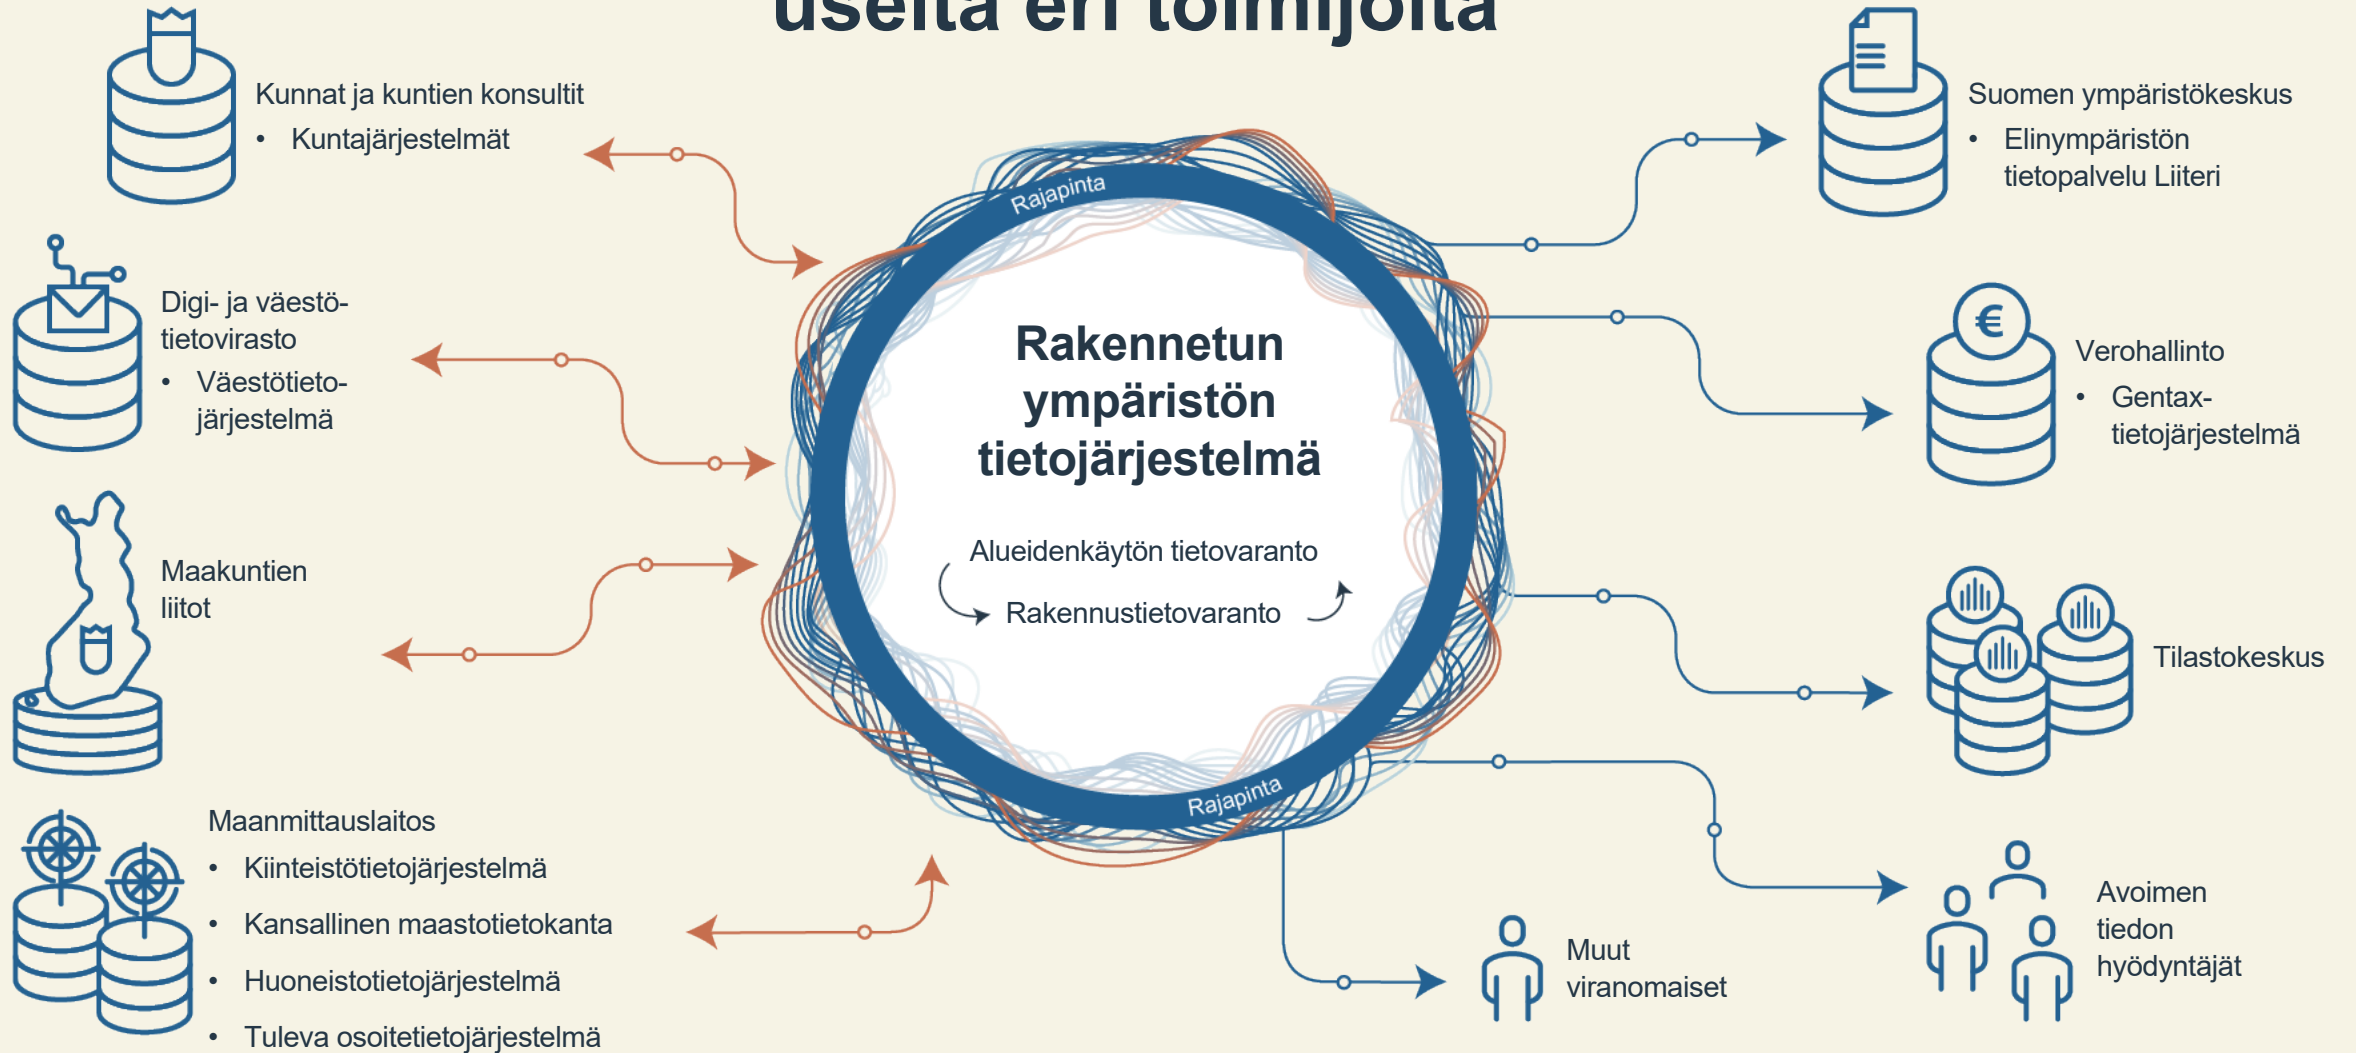 useita eri toimijoita
Kunnat ja kuntien konsultit
• Kuntajärjestelmät
Digi- ja väestö-
tietovirasto
• Väestötieto-
järjestelmä
Maakuntien
liitot
Maanmittauslaitos
• Kiinteistötietojärjestelmä
• Kansallinen maastotietokanta
• Huoneistotietojärjestelmä
• Tuleva osoitetietojärjestelmä
Rajapinta
Rakennetun
ympäristön
tietojärjestelmä
Alueidenkäytön tietovaranto
Rakennustietovaranto
Rajapinta
Suomen ympäristökeskus
• Elinympäristön
tietopalvelu Liiteri
€
Verohallinto
• Gentax-
tietojärjestelmä
Tilastokeskus
Avoimen
tiedon
hyödyntäjät
Muut
viranomaiset